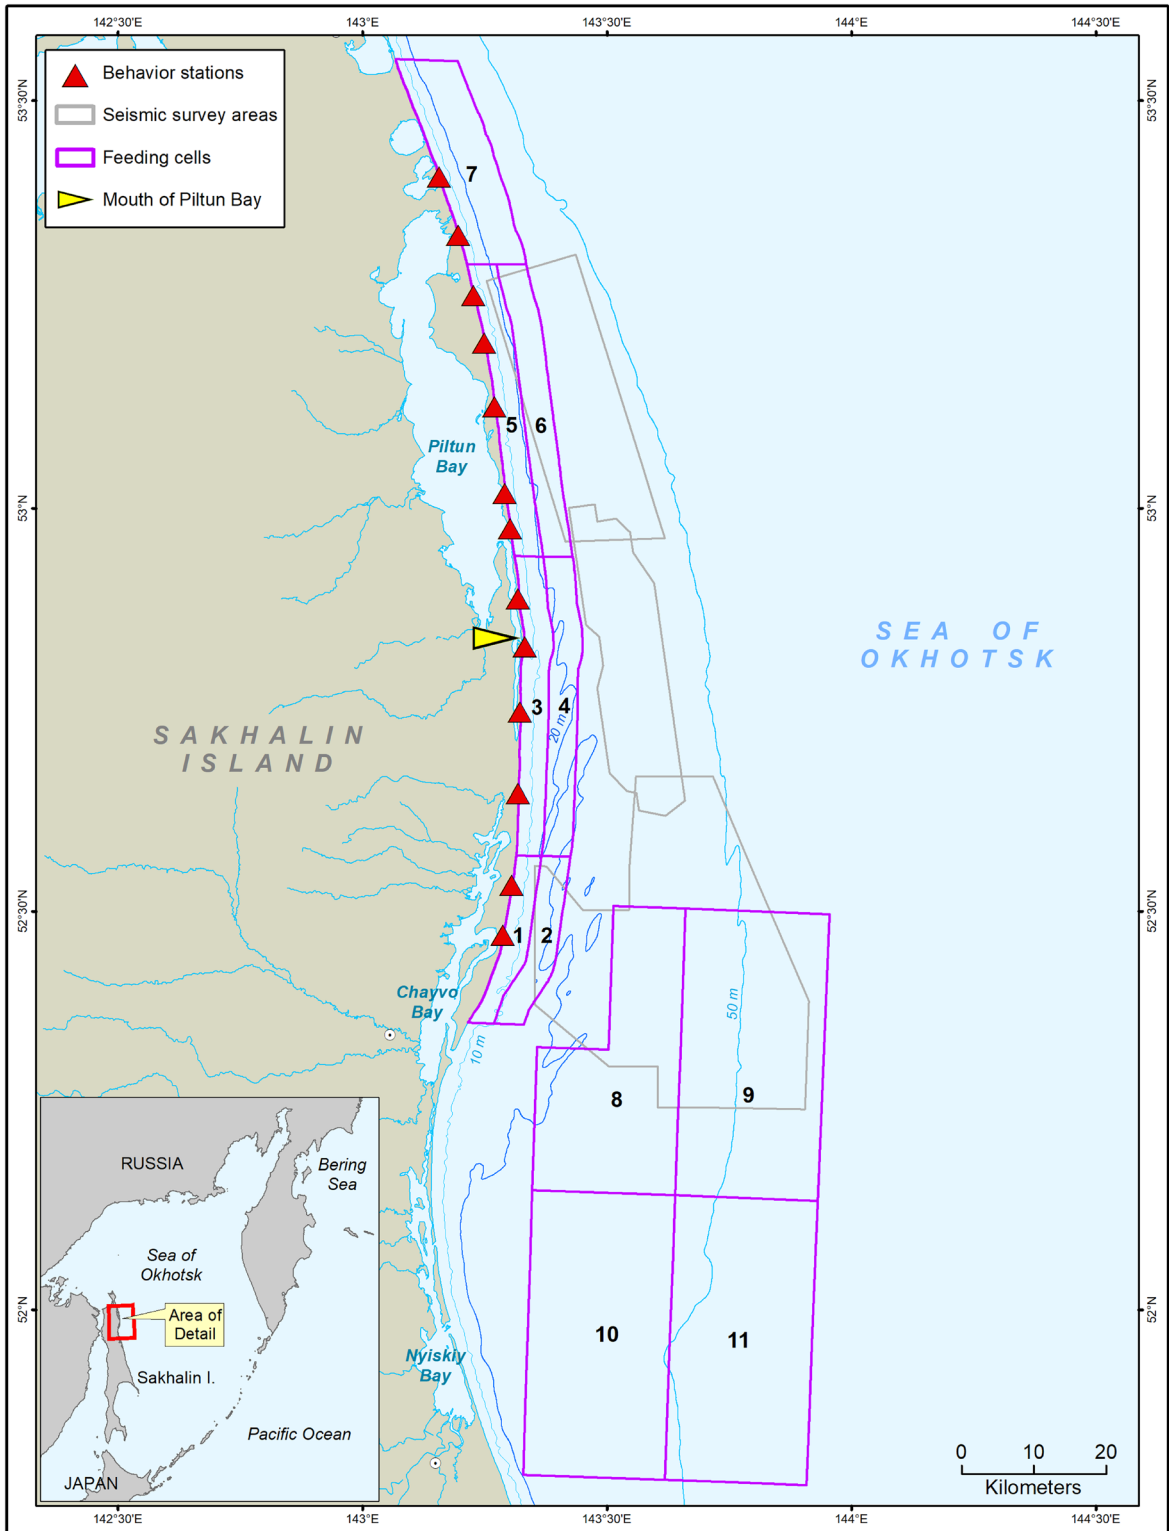 142°30'E
143°E
143°30'E
144°E
144°30'E
Behavior stations
Seismic survey areas
Feeding cells
Mouth of Piltun Bay
53°30'N
53°30'N
7
5
6
Piltun
Bay
53°N
53°N
SEA OF
OKHOTSK
3
4
20 m
SAKHALIN
ISLAND
52°30'N
52°30'N
1
2
Chayvo
Bay
50 m
10 m
8
9
RUSSIA
Bering
Sea
Sea of
Okhotsk
Area of
Detail
Sakhalin I.
Pacific Ocean
JAPAN
52°N
52°N
10
11
Nyiskiy
Bay
0
10
20
Kilometers
142°30'E
143°E
143°30'E
144°E
144°30'E